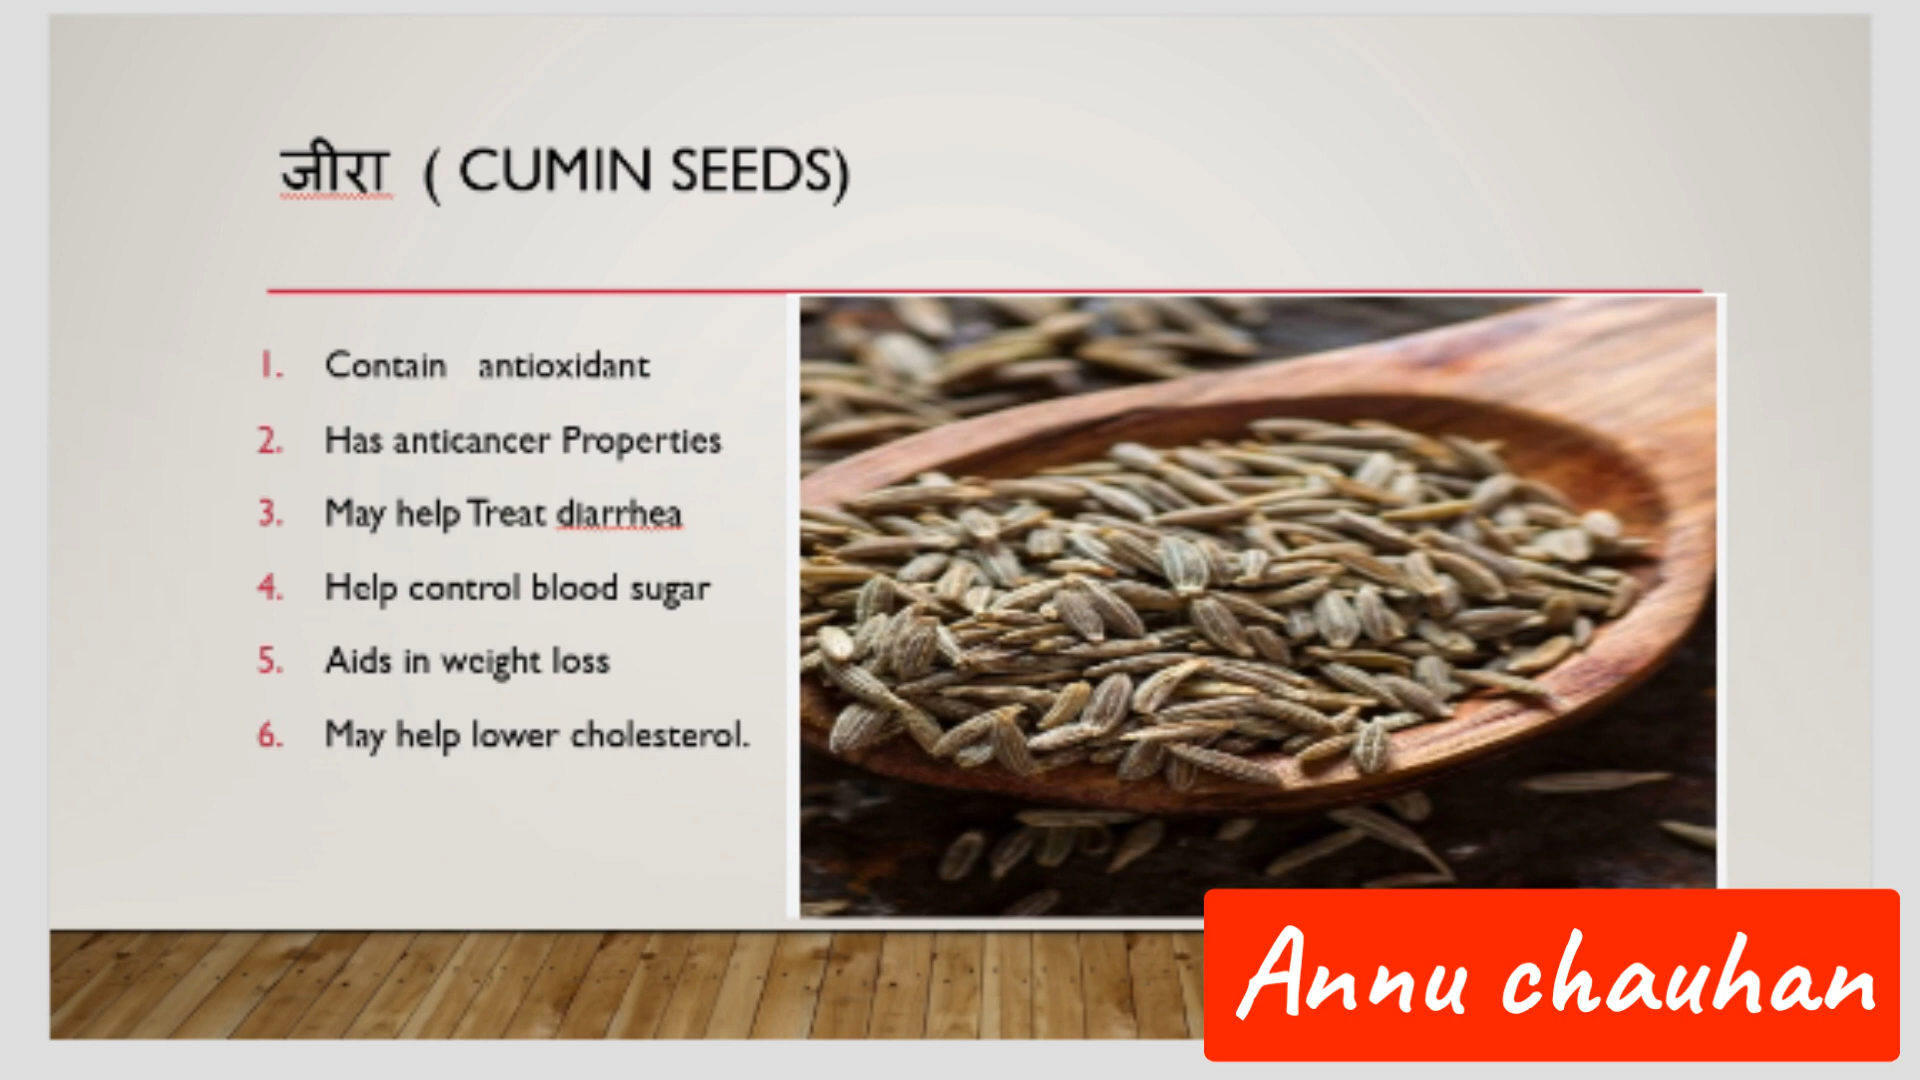 जीरा ( CUMIN SEEDS)
1. Contain antioxidant
2. Has anticancer Properties
3. May help Treat diarrhea
4. Help control blood sugar
5. Aids in weight loss
6. May help lower cholesterol.
Annu chauhan